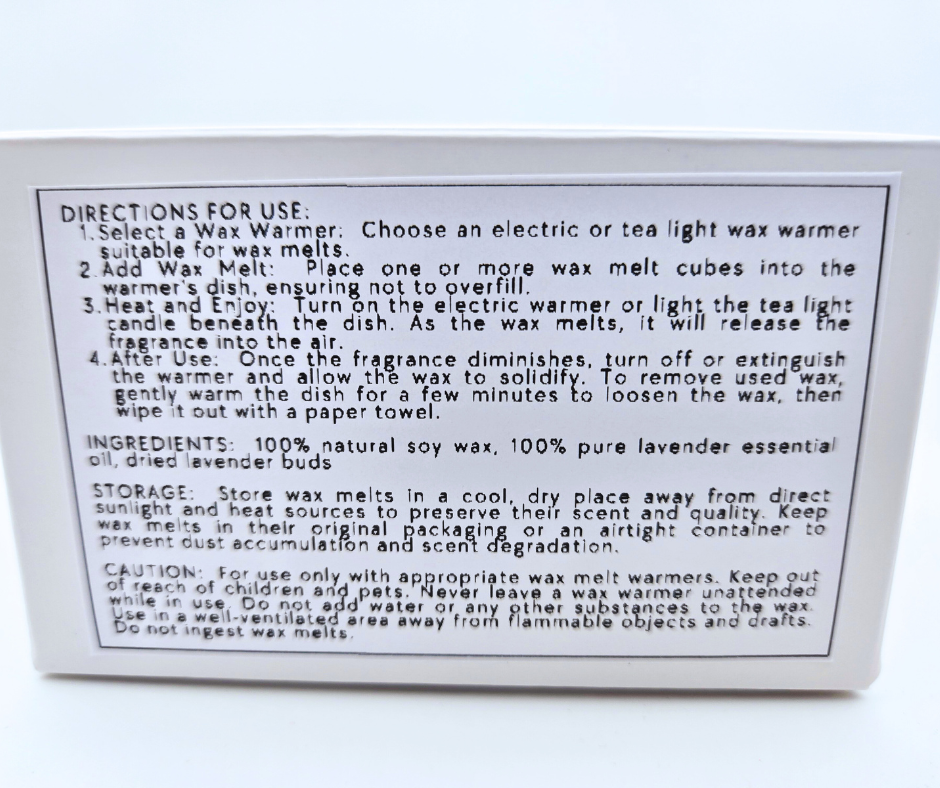 DIRECTIONS FOR USE:
1. Select a Wax Warmer: Choose an electric or tea light wax warmer
suitable for wax melts.
2. Add Wax Melt: Place one or more wax melt cubes into the
warmer's dish, ensuring not to overfill.
3. Heat and Enjoy: Turn on the electric warmer or light the tea light
candle beneath the dish. As the wax melts, it will release the
fragrance into the air.
4. After Use: Once the fragrance diminishes, turn off or extinguish
the warmer and allow the wax to solidify. To remove used wax,
gently warm the dish for a few minutes to loosen the wax, then
wipe it out with a paper towel.
INGREDIENTS: 100% natural soy wax, 100% pure lavender essential
oil, dried lavender buds
STORAGE: Store wax melts in a cool, dry place away from direct
sunlight and heat sources to preserve their scent and quality. Keep
wax melts in their original packaging or an airtight container to
prevent dust accumulation and scent degradation.
CAUTION: For use only with appropriate wax melt warmers. Keep out
of reach of children and pets. Never leave a wax warmer unattended
while in use. Do not add water or any other substances to the wax.
Use in a well-ventilated area away from flammable objects and drafts.
Do not ingest wax melts.